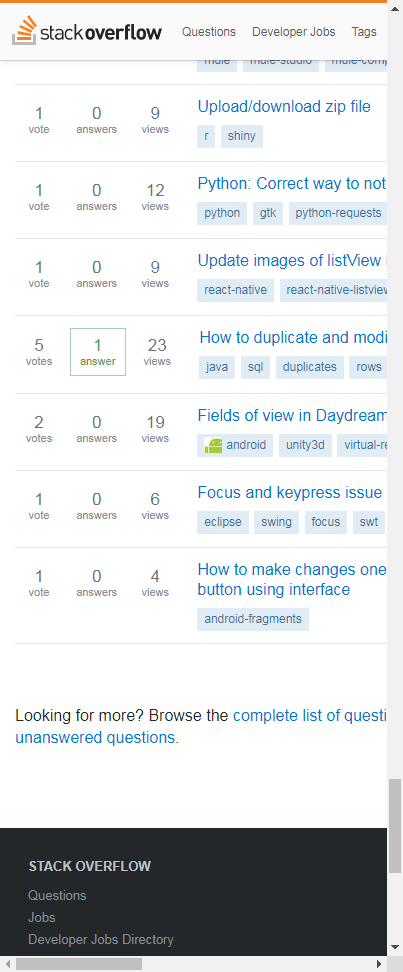 stackoverflow Questions Developer Jobs Tags
mule mule-studio
1 0 9 Upload/download zip file
vote answers views
r shiny
1 0 12 Python: Correct way to not
vote answers views
python gtk python-requests
1 0 9 Update images of listView
vote answers views
react-native react-native-listview
5 1 23 How to duplicate and modi
votes answer views
java sql duplicates rows
2 0 19 Fields of view in Daydream
votes answers views
android unity3d virtual-re
1 0 6 Focus and keypress issue
vote answers views
eclipse swing focus swt
1 0 4 How to make changes one
vote answers views button using interface
android-fragments
Looking for more? Browse the complete list of questi
unanswered questions.
STACK OVERFLOW
Questions
Jobs
Developer Jobs Directory